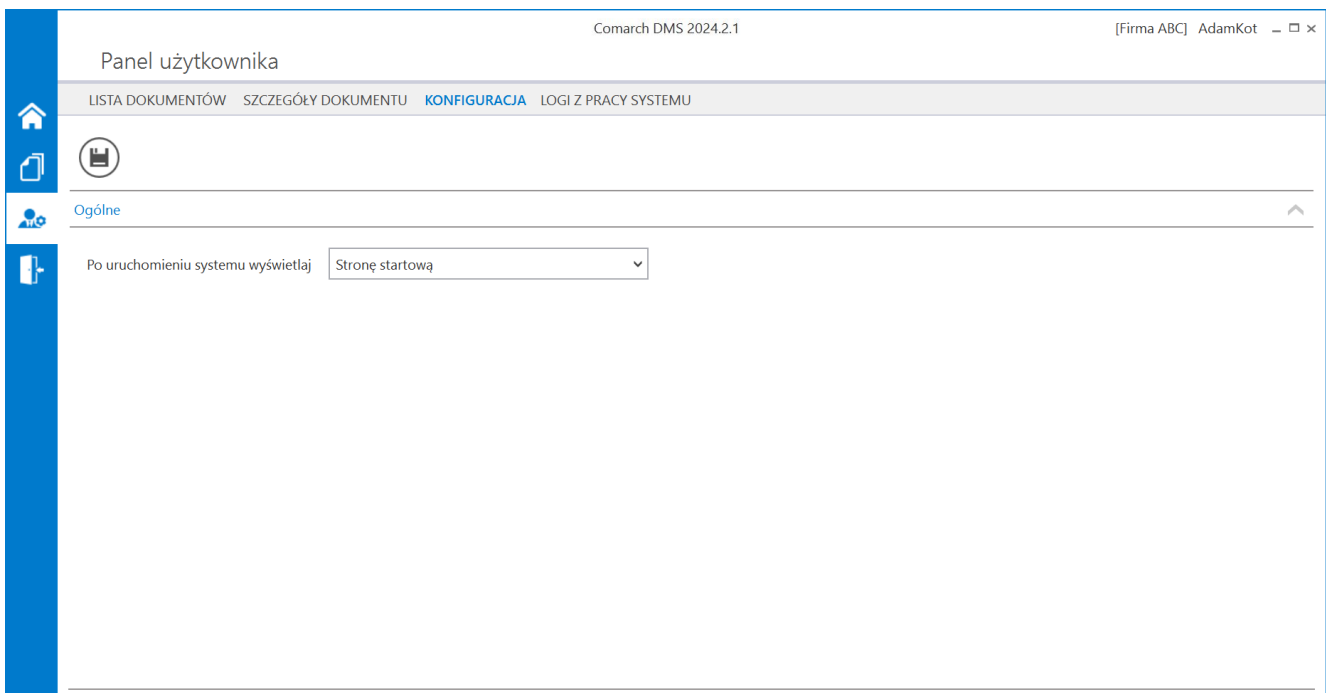 Comarch DMS 2024.2.1 [Firma ABC] AdamKot
Panel użytkownika
LISTA DOKUMENTÓW SZCZEGÓŁY DOKUMENTU KONFIGURACJA LOGI Z PRACY SYSTEMU
Ogólne
Po uruchomieniu systemu wyświetlaj Stronę startową